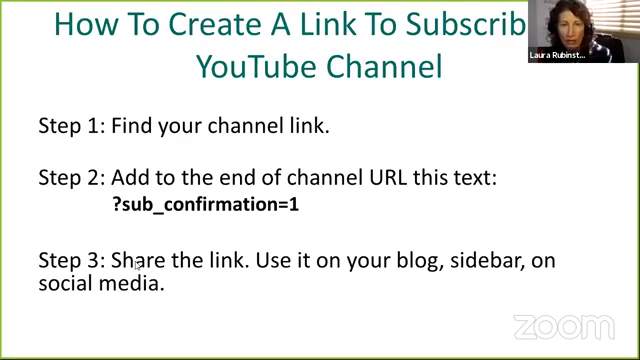 How To Create A Link To Subscrib
YouTube Channel
Laura Rubinst...
Step 1: Find your channel link.
Step 2: Add to the end of channel URL this text:
?sub_confirmation=1
Step 3: Share the link. Use it on your blog, sidebar, on
social media.
zoom